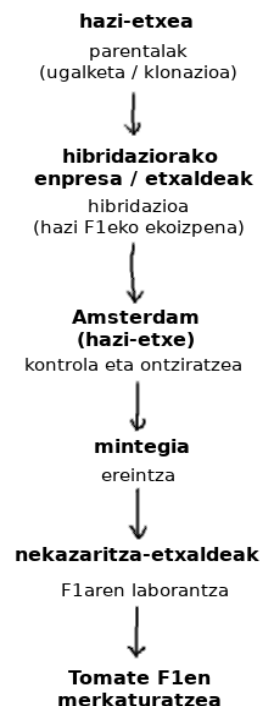 hazi-etxea
parentalak
(ugalketa / klonazioa)
hibridaziorako
enpresa / etxaldeak
hibridazioa
(hazi F1eko ekoizpena)
Amsterdam
(hazi-etxe)
kontrola eta ontziratzea
mintegia
ereintza
nekazaritza-etxaldeak
F1aren laborantza
Tomate F1en
merkaturatzea